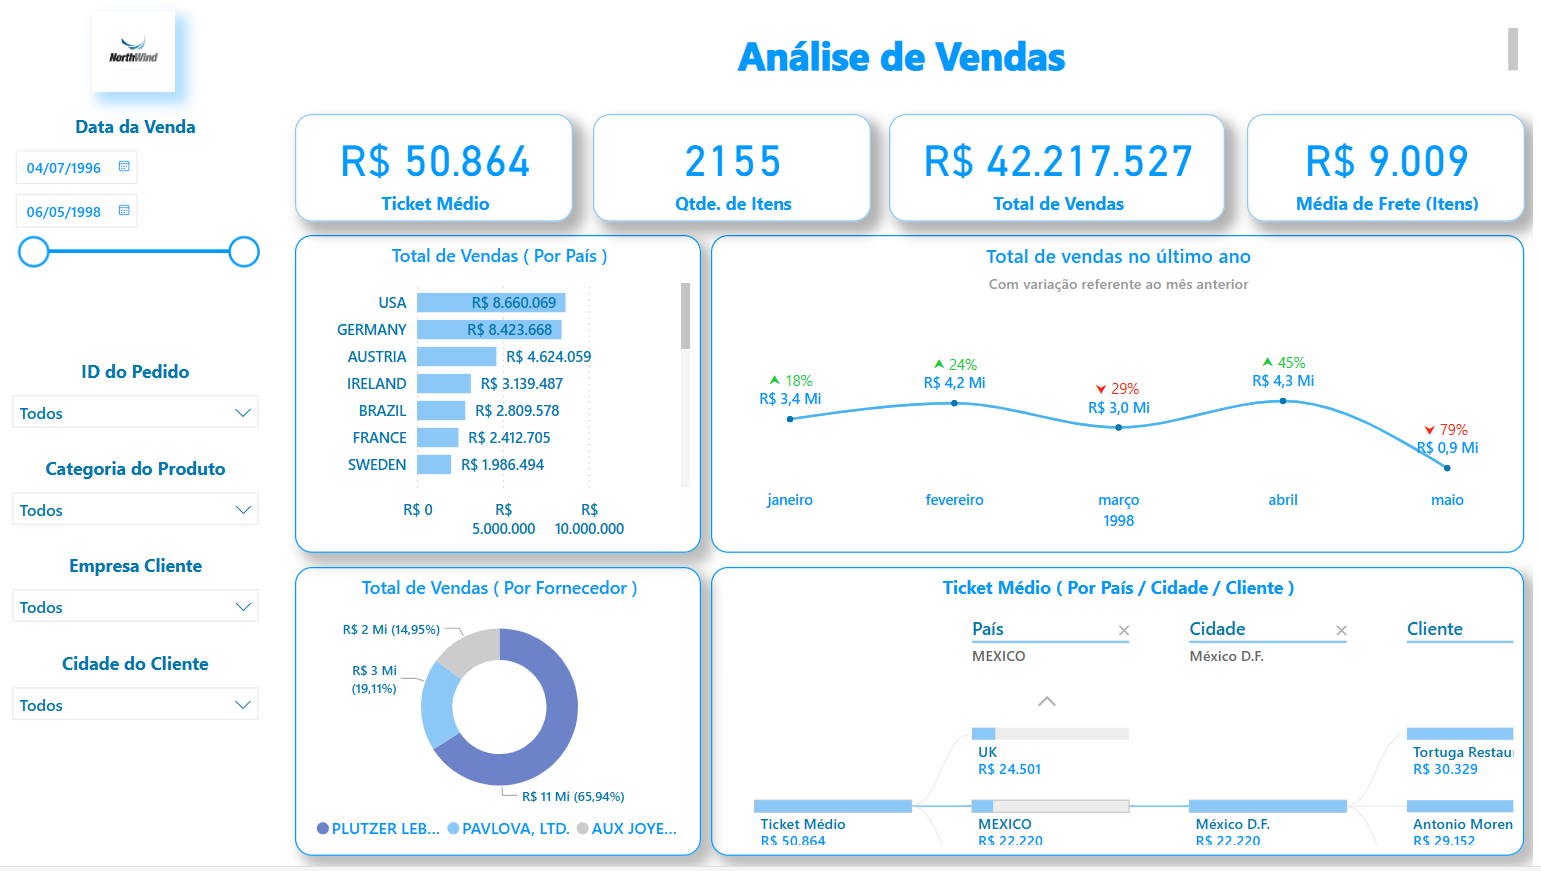 NorthWind
Análise de Vendas
Data da Venda
04/07/1996
06/05/1998
ID do Pedido
Todos
Categoria do Produto
Todos
Empresa Cliente
Todos
Cidade do Cliente
Todos
R$ 50.864
Ticket Médio
2155
Qtde. de Itens
R$ 42.217.527
Total de Vendas
R$ 9.009
Média de Frete (Itens)
Total de Vendas ( Por País )
USA R$ 8.660.069
GERMANY R$ 8.423.668
AUSTRIA R$ 4.624.059
IRELAND R$ 3.139.487
BRAZIL R$ 2.809.578
FRANCE R$ 2.412.705
SWEDEN R$ 1.986.494
R$ 0 R$ R$
5.000.000 10.000.000
Total de vendas no último ano
Com variação referente ao mês anterior
18%
R$ 3,4 Mi
24%
R$ 4,2 Mi
29%
R$ 3,0 Mi
45%
R$ 4,3 Mi
79%
R$ 0,9 Mi
janeiro fevereiro março abril maio
1998
Total de Vendas ( Por Fornecedor )
R$ 2 Mi (14,95%)
R$ 3 Mi
(19,11%)
R$ 11 Mi (65,94%)
PLUTZER LEB... PAVLOVA, LTD. AUX JOYE...
Ticket Médio ( Por País / Cidade / Cliente )
País Cidade Cliente
MEXICO México D.F.
UK
R$ 24.501
Tortuga Restau
R$ 30.329
Ticket Médio
R$ 50.864
MEXICO
R$ 22.220
México D.F.
R$ 22.220
Antonio Moren
R$ 29.152